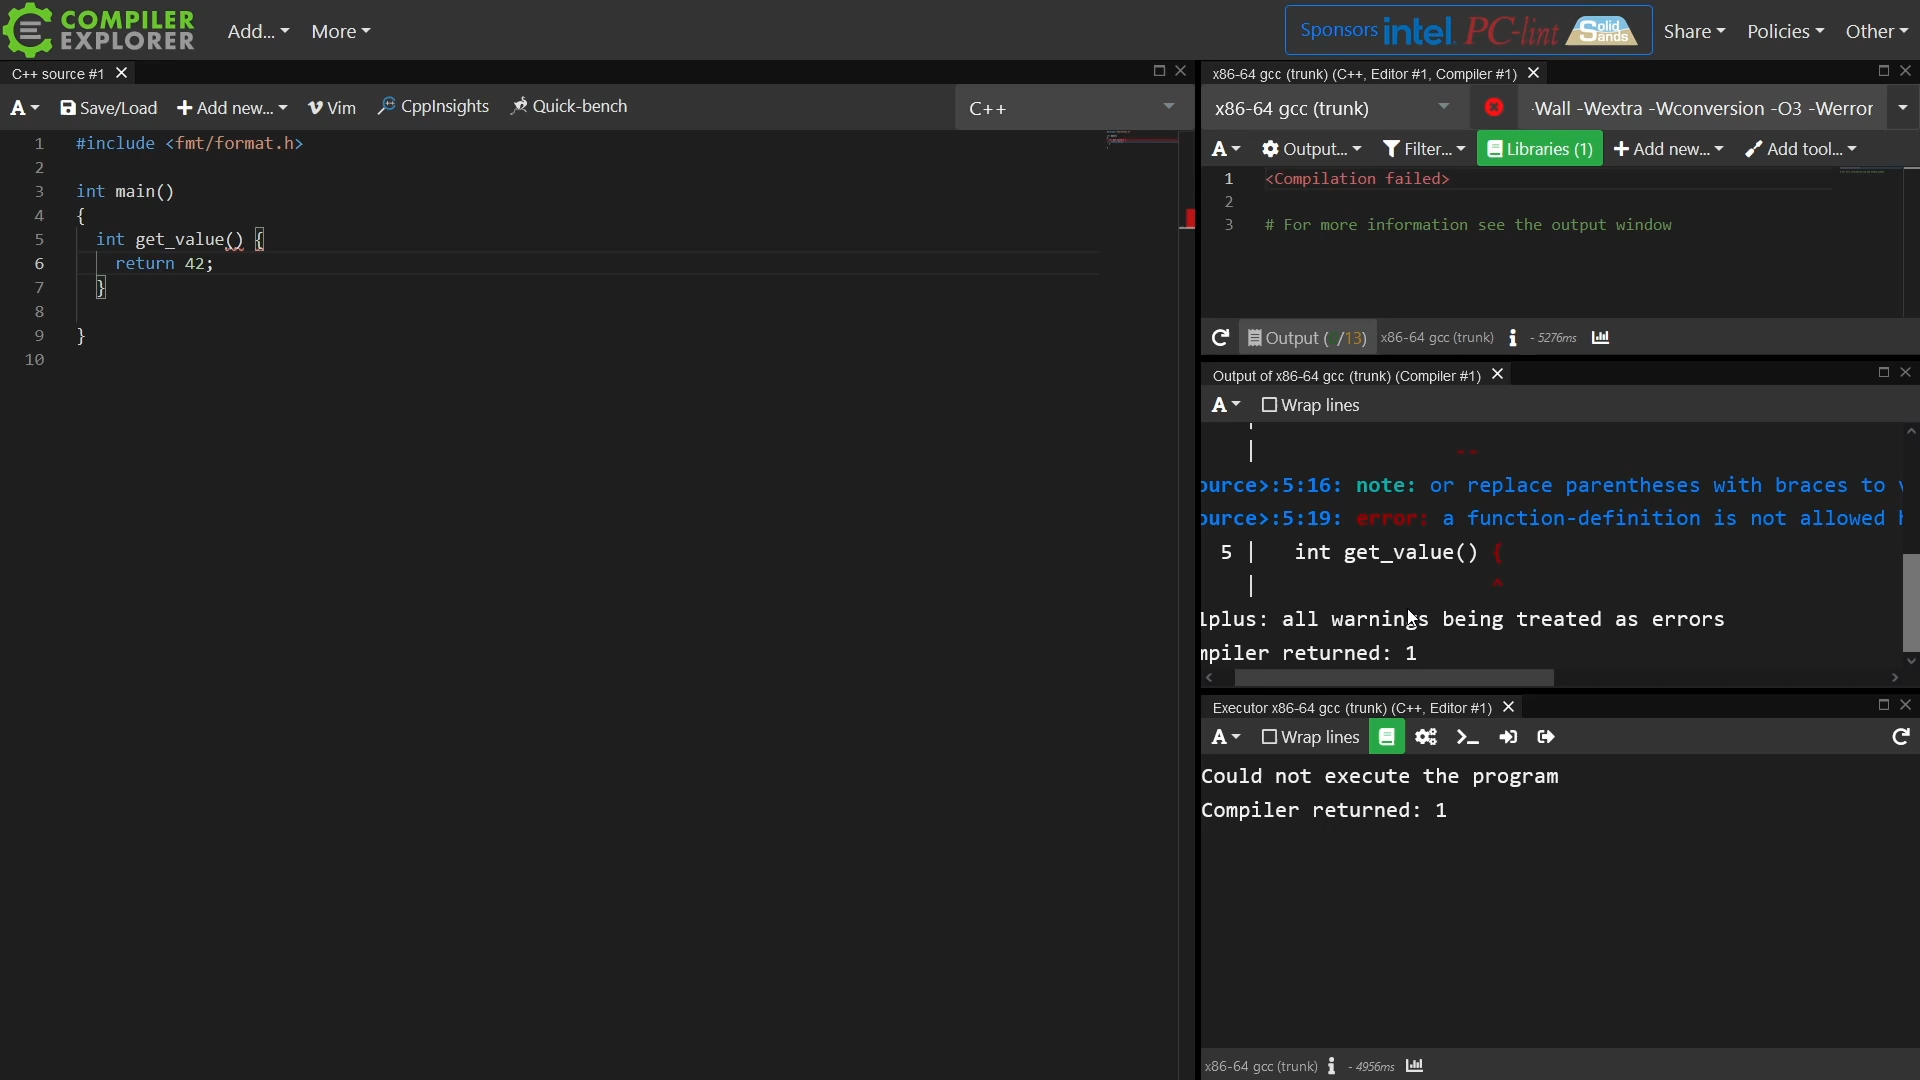 COMPILER
EXPLORER
Add...
More
Sponsors intel. PC-lint Solid Sands
Share
Policies
Other
C++ source #1
A
Save/Load
Add new...
Vim
CppInsights
Quick-bench
C++
1 #include <fmt/format.h>
2
3 int main()
4 {
5 int get_value() {
6 return 42;
7 }
8
9 }
10
x86-64 gcc (trunk) (C++, Editor #1, Compiler #1)
x86-64 gcc (trunk)
-Wall -Wextra -Wconversion -O3 -Werror
A
Output...
Filter...
Libraries (1)
Add new...
Add tool...
1 <Compilation failed>
2
3 # For more information see the output window
Output ( /13)
x86-64 gcc (trunk)
- 5276ms
Output of x86-64 gcc (trunk) (Compiler #1)
A
Wrap lines
|
| --
ource>:5:16: note: or replace parentheses with braces to
ource>:5:19: error: a function-definition is not allowed
5 | int get_value() {
| ^
1plus: all warnings being treated as errors
mpiler returned: 1
Executor x86-64 gcc (trunk) (C++, Editor #1)
A
Wrap lines
Could not execute the program
Compiler returned: 1
x86-64 gcc (trunk)
- 4956ms